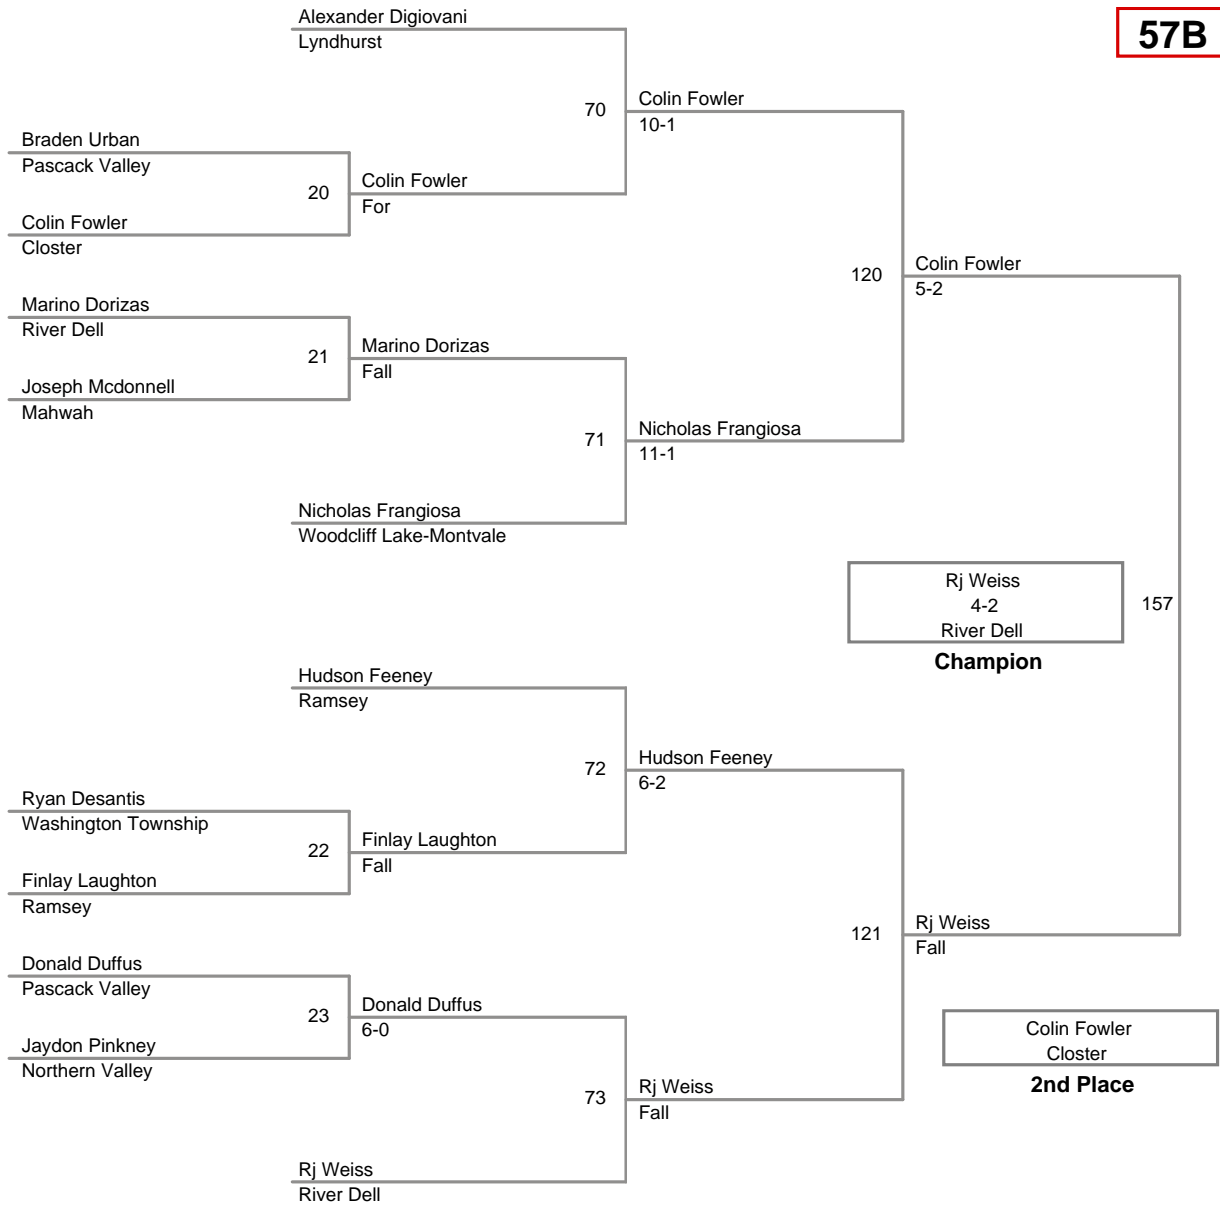 Alexander Digiovani
Lyndhurst
57B
70
Colin Fowler
10-1
Braden Urban
Pascack Valley
20
Colin Fowler
For
Colin Fowler
Closter
120
Colin Fowler
5-2
Marino Dorizas
River Dell
21
Marino Dorizas
Fall
Joseph Mcdonnell
Mahwah
71
Nicholas Frangiosa
11-1
Nicholas Frangiosa
Woodcliff Lake-Montvale
Rj Weiss
4-2
River Dell
Champion
157
Hudson Feeney
Ramsey
72
Hudson Feeney
6-2
Ryan Desantis
Washington Township
22
Finlay Laughton
Fall
Finlay Laughton
Ramsey
121
Rj Weiss
Fall
Donald Duffus
Pascack Valley
23
Donald Duffus
6-0
Jaydon Pinkney
Northern Valley
73
Rj Weiss
Fall
Colin Fowler
Closter
2nd Place
Rj Weiss
River Dell